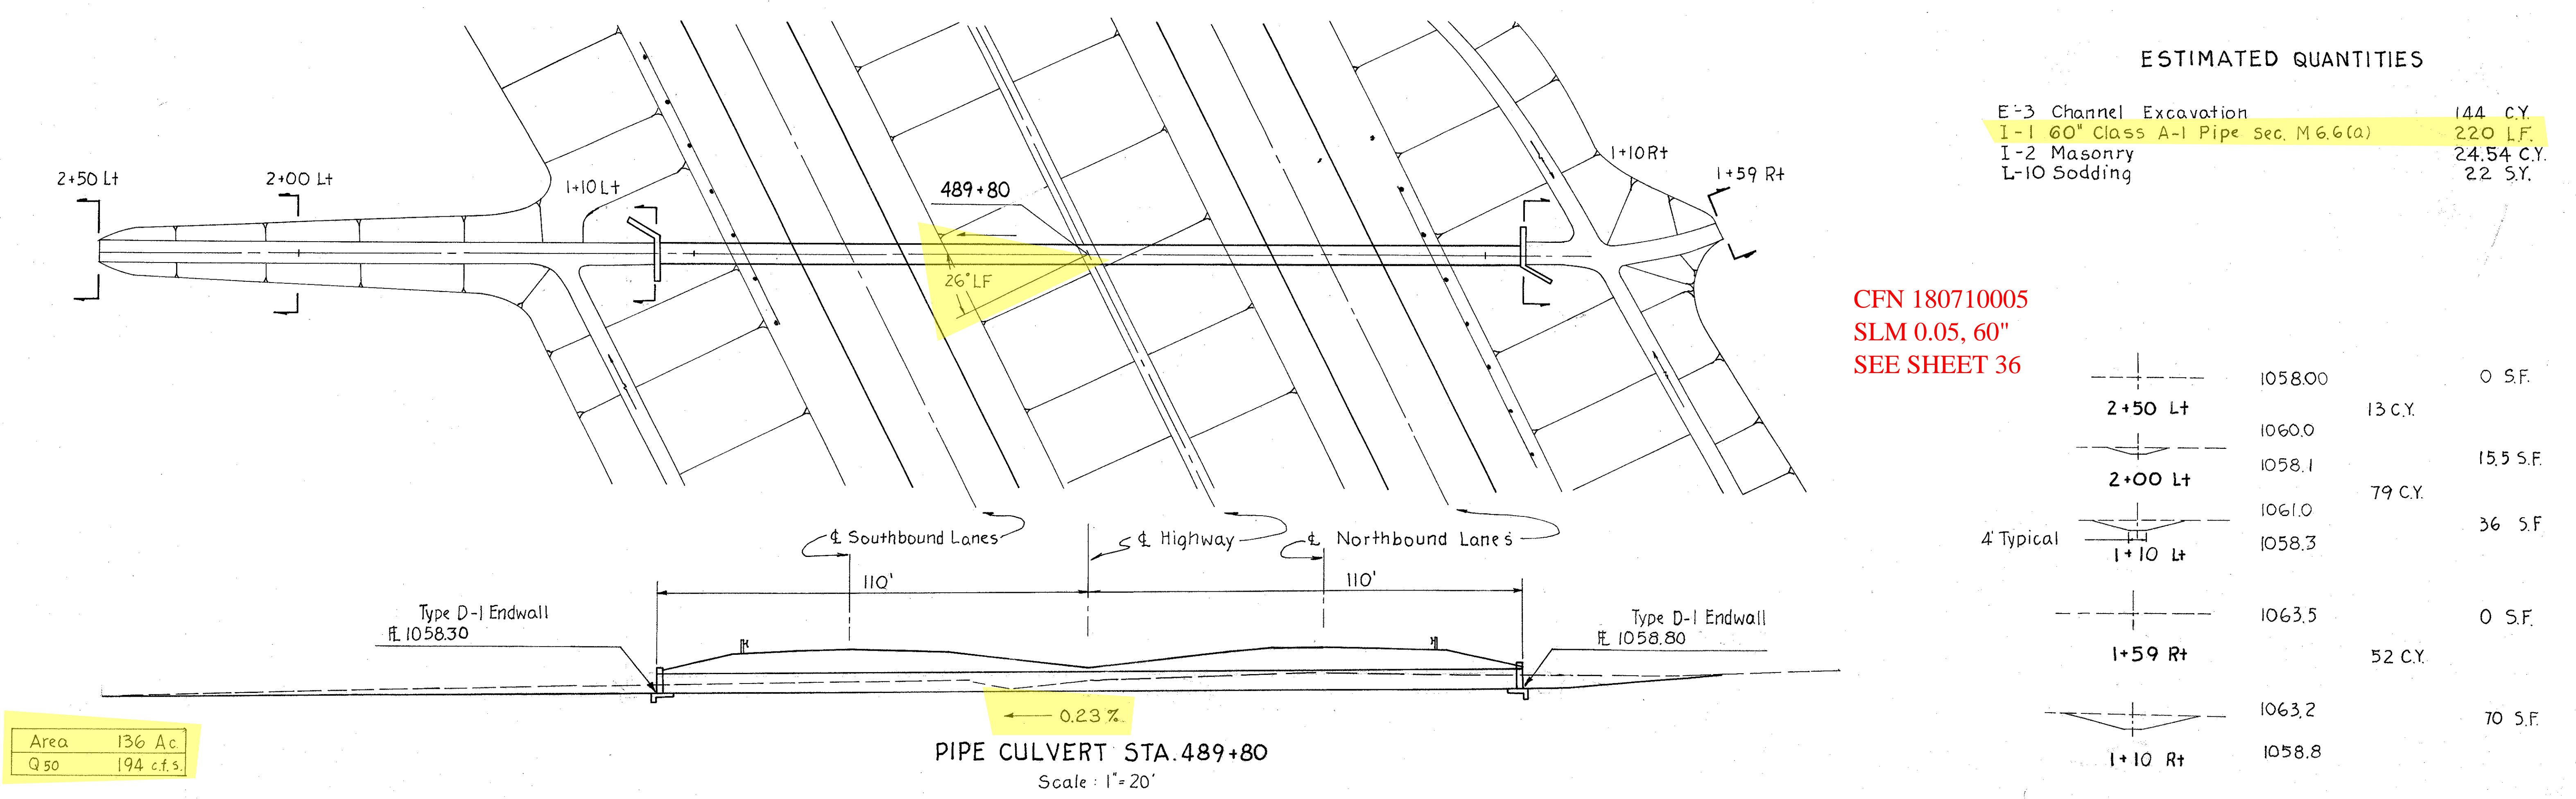 ESTIMATED QUANTITIES
E-3 Channel Excavation 144 C.Y.
I-1 60" Class A-1 Pipe Sec. M 6.6(a) 220 L.F.
I-2 Masonry 24.54 C.Y.
L-10 Sodding 22 S.Y.
2+50 Lt
2+00 Lt
1+10 Lt
489+80
26° LF
1+10 Rt
1+59 Rt
CFN 180710005
SLM 0.05, 60"
SEE SHEET 36
1058.00 0 S.F.
2+50 Lt 13 C.Y.
1060.0
1058.1 15.5 S.F.
2+00 Lt
79 C.Y.
1061.0
36 S.F
4' Typical 1058.3
1+10 Lt
1063.5 0 S.F.
1+59 Rt 52 C.Y.
1063.2 70 S.F.
1058.8
1+10 Rt
℄ Southbound Lanes
℄ Highway
℄ Northbound Lanes
110' 110'
Type D-1 Endwall
FL 1058.30
Type D-1 Endwall
FL 1058.80
0.23 %
Area 136 Ac.
Q50 194 c.f.s.
PIPE CULVERT STA. 489+80
Scale : 1"=20'